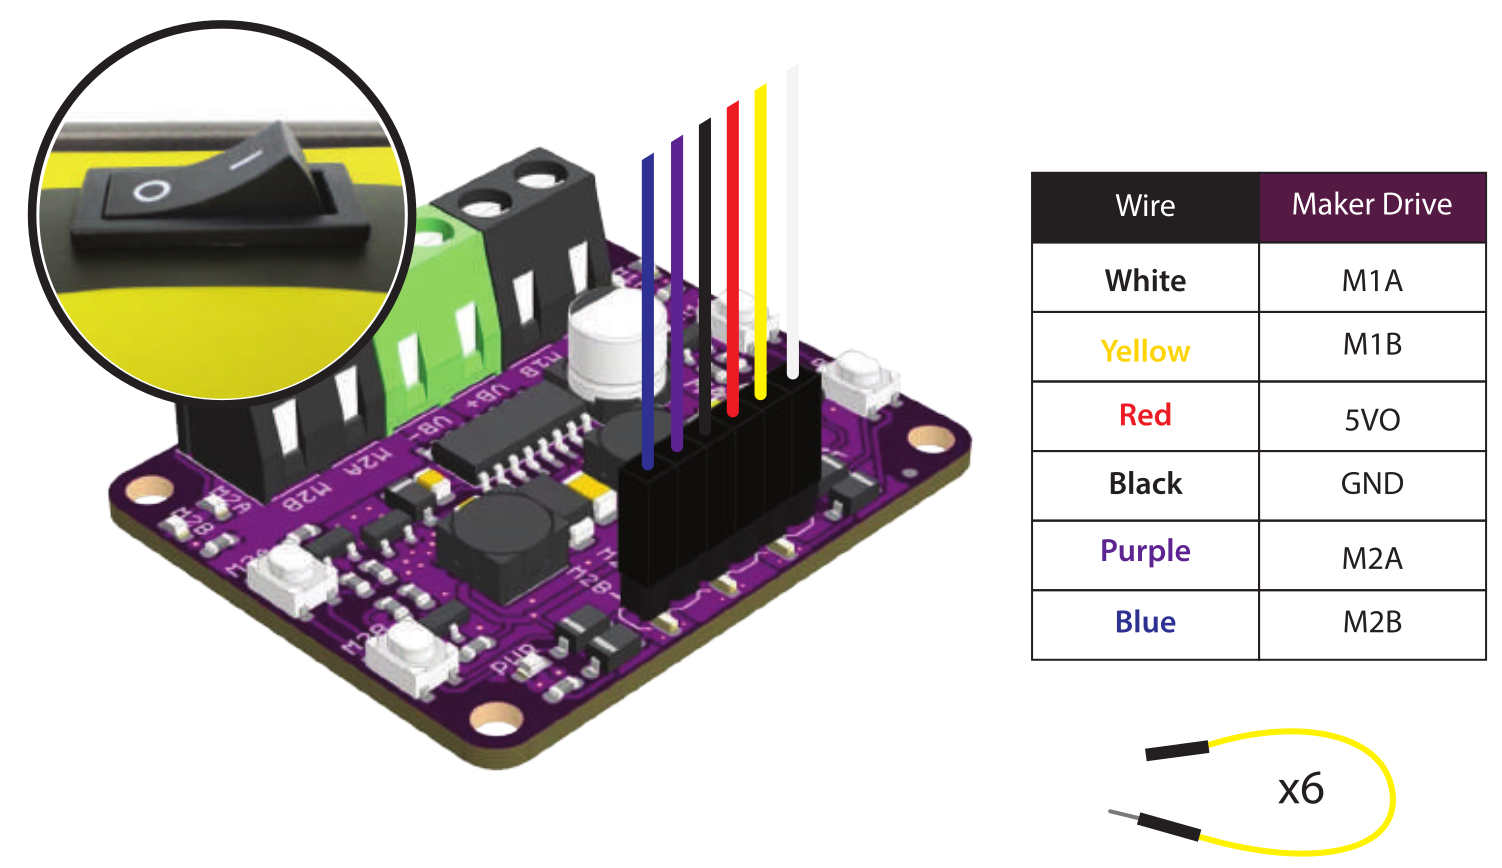 O I
M1B
VB+
VB-
M2A
M2B
M2A
M2B
M2A
M2B
M2B
PWR
Wire Maker Drive
White M1A
Yellow M1B
Red 5VO
Black GND
Purple M2A
Blue M2B
x6